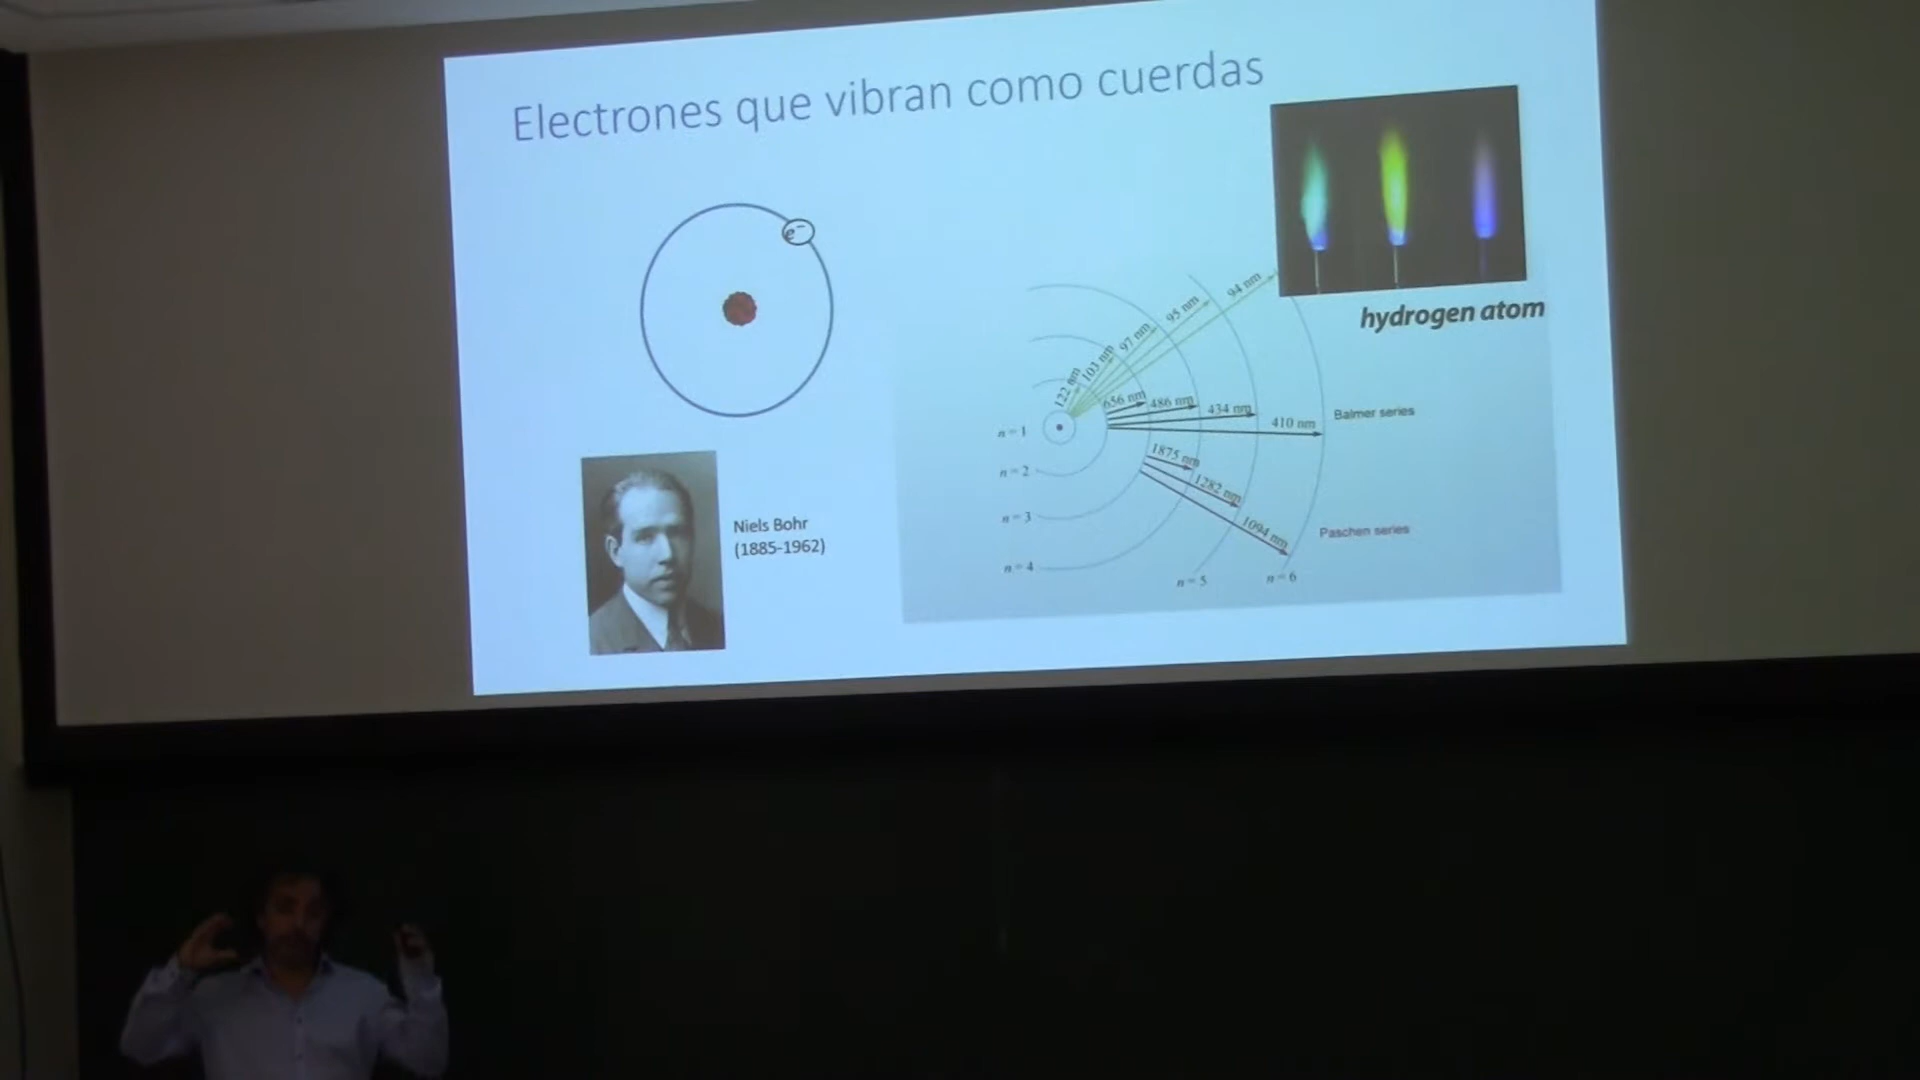 Electrones que vibran como cuerdas
e−
hydrogen atom
94 nm
95 nm
97 nm
103 nm
122 nm
656 nm
486 nm
434 nm
410 nm
Balmer series
n = 1
n = 2
n = 3
n = 4
n = 5
n = 6
1875 nm
1282 nm
1094 nm
Paschen series
Niels Bohr
(1885-1962)